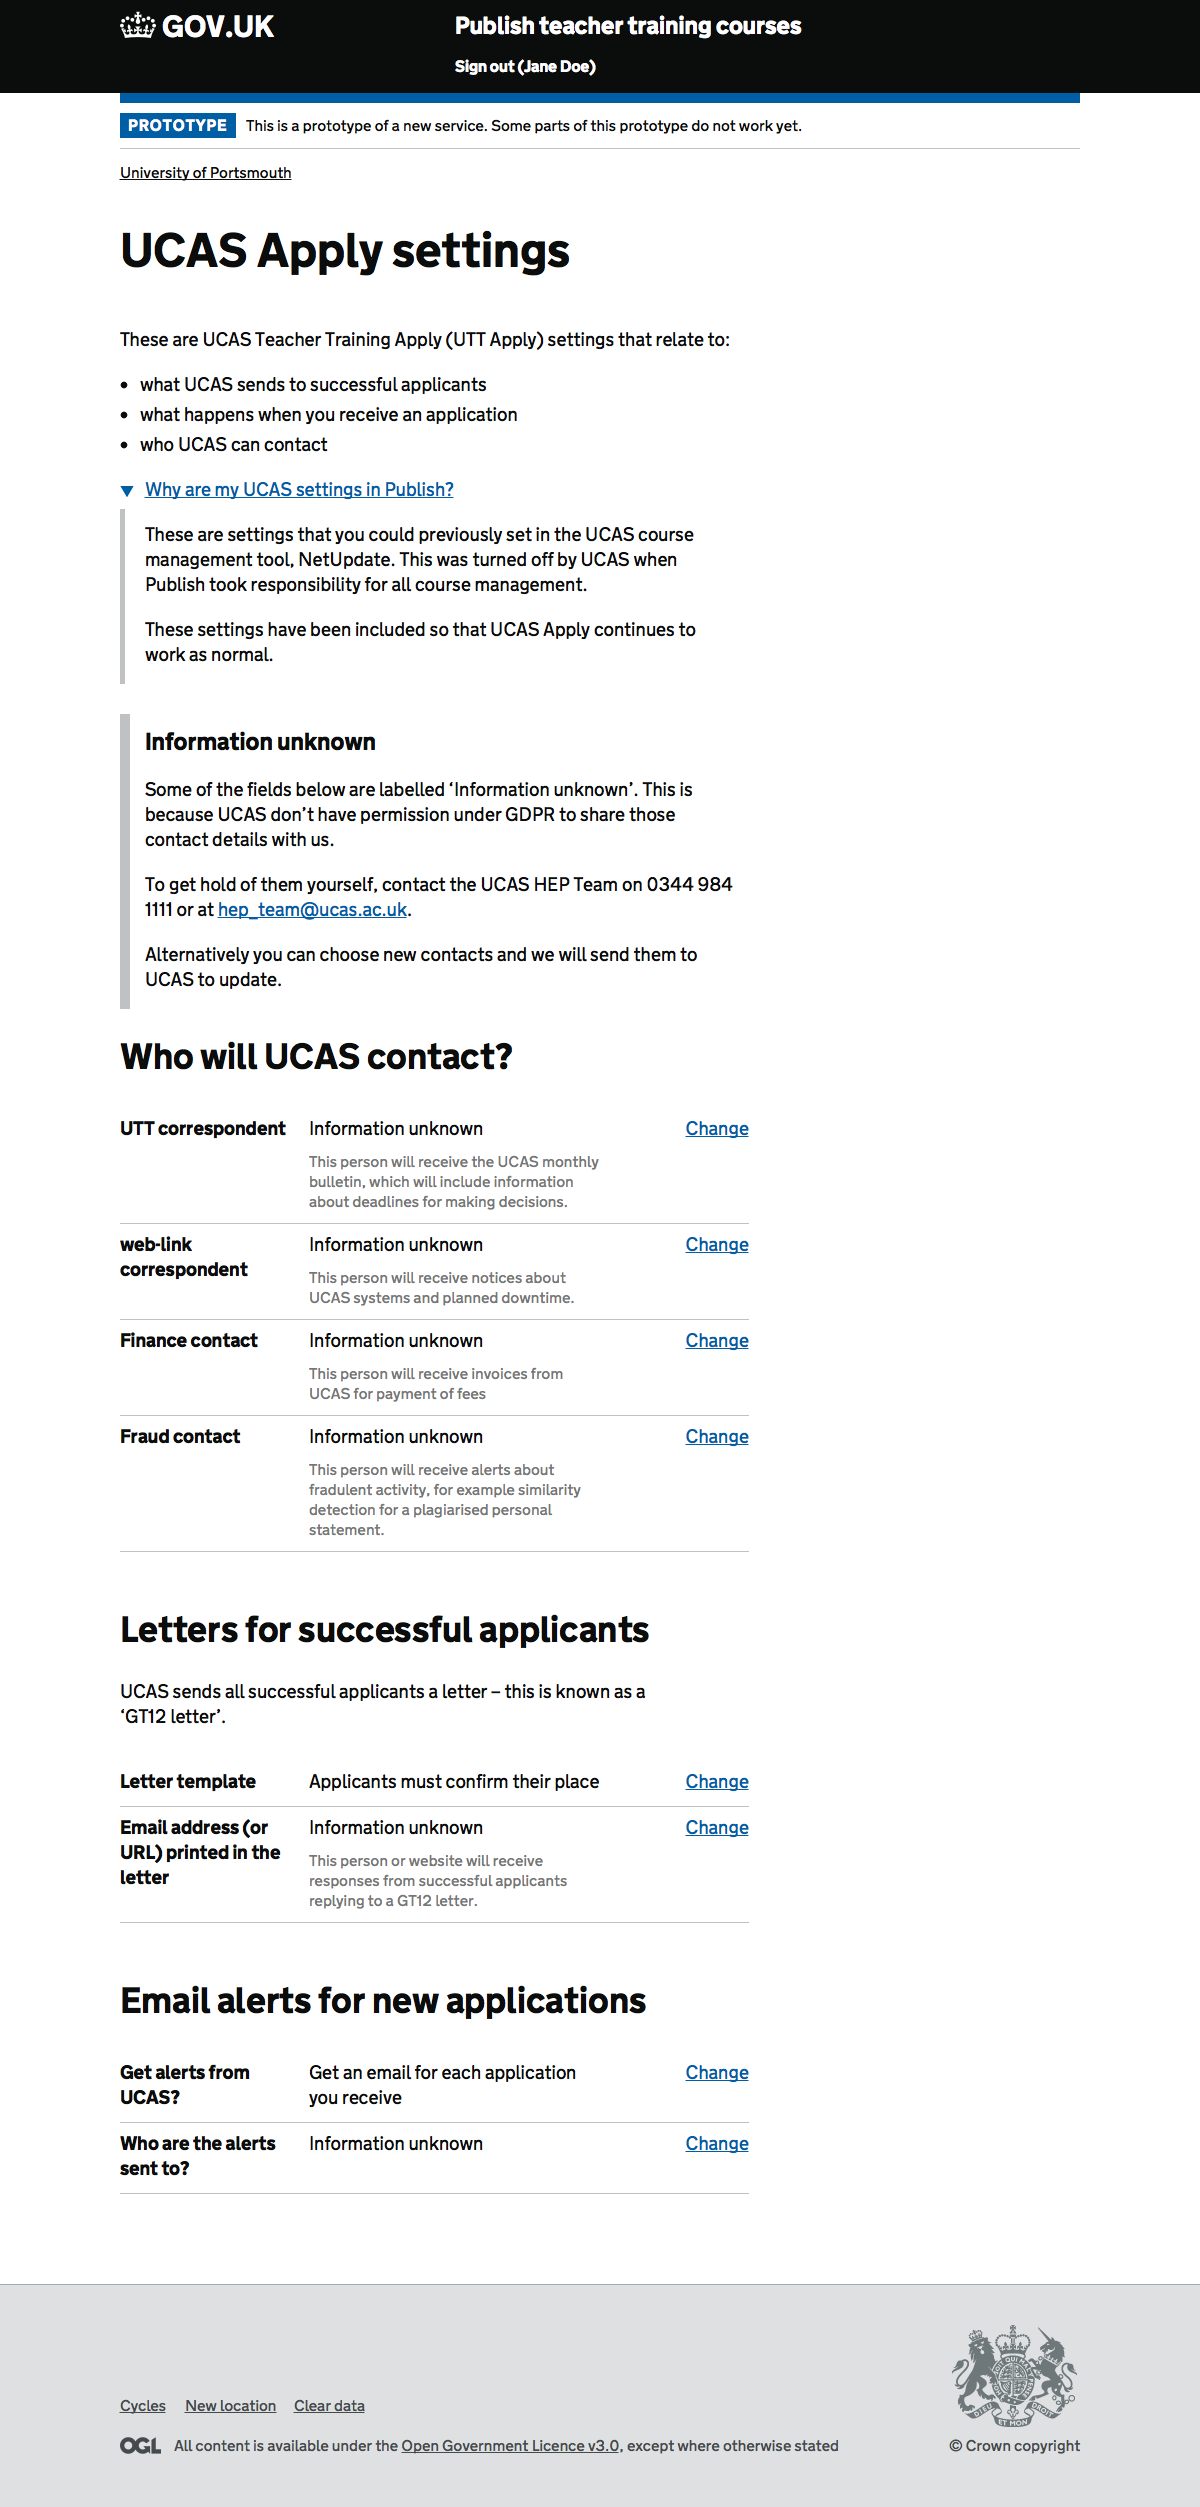 GOV.UK
Publish teacher training courses
Sign out (Jane Doe)
PROTOTYPE This is a prototype of a new service. Some parts of this prototype do not work yet.
University of Portsmouth
UCAS Apply settings
These are UCAS Teacher Training Apply (UTT Apply) settings that relate to:
• what UCAS sends to successful applicants
• what happens when you receive an application
• who UCAS can contact
▼ Why are my UCAS settings in Publish?
These are settings that you could previously set in the UCAS course
management tool, NetUpdate. This was turned off by UCAS when
Publish took responsibility for all course management.
These settings have been included so that UCAS Apply continues to
work as normal.
Information unknown
Some of the fields below are labelled ‘Information unknown’. This is
because UCAS don’t have permission under GDPR to share those
contact details with us.
To get hold of them yourself, contact the UCAS HEP Team on 0344 984
1111 or at hep_team@ucas.ac.uk.
Alternatively you can choose new contacts and we will send them to
UCAS to update.
Who will UCAS contact?
UTT correspondent Information unknown Change
This person will receive the UCAS monthly
bulletin, which will include information
about deadlines for making decisions.
web-link
correspondent
Information unknown Change
This person will receive notices about
UCAS systems and planned downtime.
Finance contact Information unknown Change
This person will receive invoices from
UCAS for payment of fees
Fraud contact Information unknown Change
This person will receive alerts about
fradulent activity, for example similarity
detection for a plagiarised personal
statement.
Letters for successful applicants
UCAS sends all successful applicants a letter – this is known as a
‘GT12 letter’.
Letter template Applicants must confirm their place Change
Email address (or
URL) printed in the
letter
Information unknown Change
This person or website will receive
responses from successful applicants
replying to a GT12 letter.
Email alerts for new applications
Get alerts from
UCAS?
Get an email for each application
you receive
Change
Who are the alerts
sent to?
Information unknown Change
Cycles New location Clear data
OGL All content is available under the Open Government Licence v3.0, except where otherwise stated
DIEU ET MON DROIT
© Crown copyright